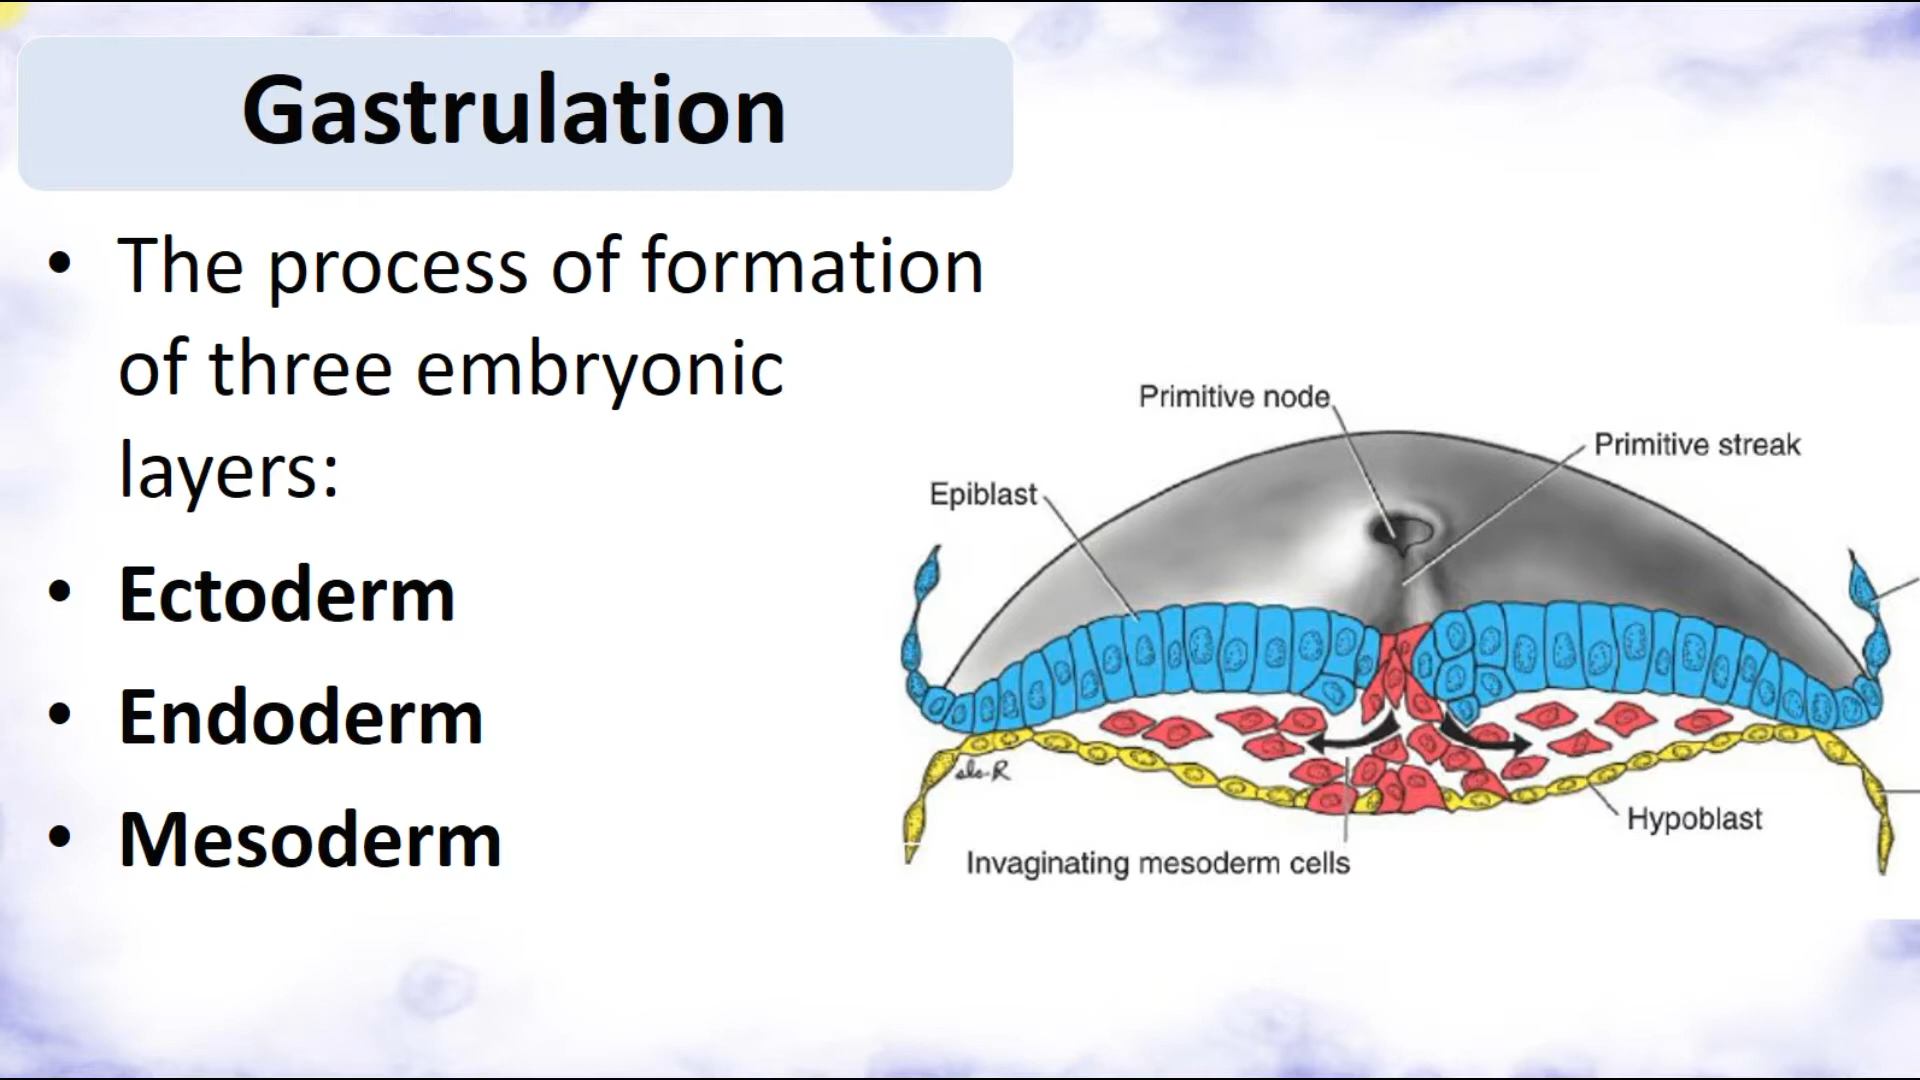 Gastrulation
• The process of formation
of three embryonic
layers:
• Ectoderm
• Endoderm
• Mesoderm
Primitive node
Primitive streak
Epiblast
Hypoblast
Invaginating mesoderm cells